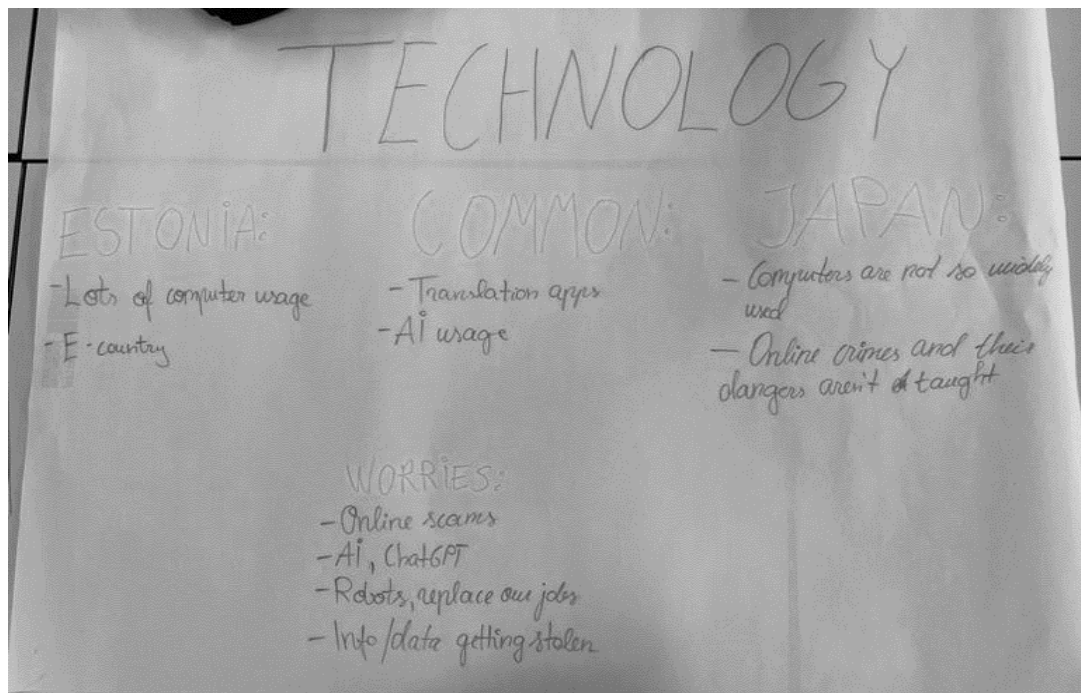 TECHNOLOGY
ESTONIA:
- Lots of computer usage
- E-country
COMMON:
- Translation apps
- Ai usage
JAPAN:
- Computers are not so widely
used
- Online crimes and their
dangers aren't taught
WORRIES:
- Online scams
- Ai, ChatGPT
- Robots, replace our jobs
- Info/data getting stolen